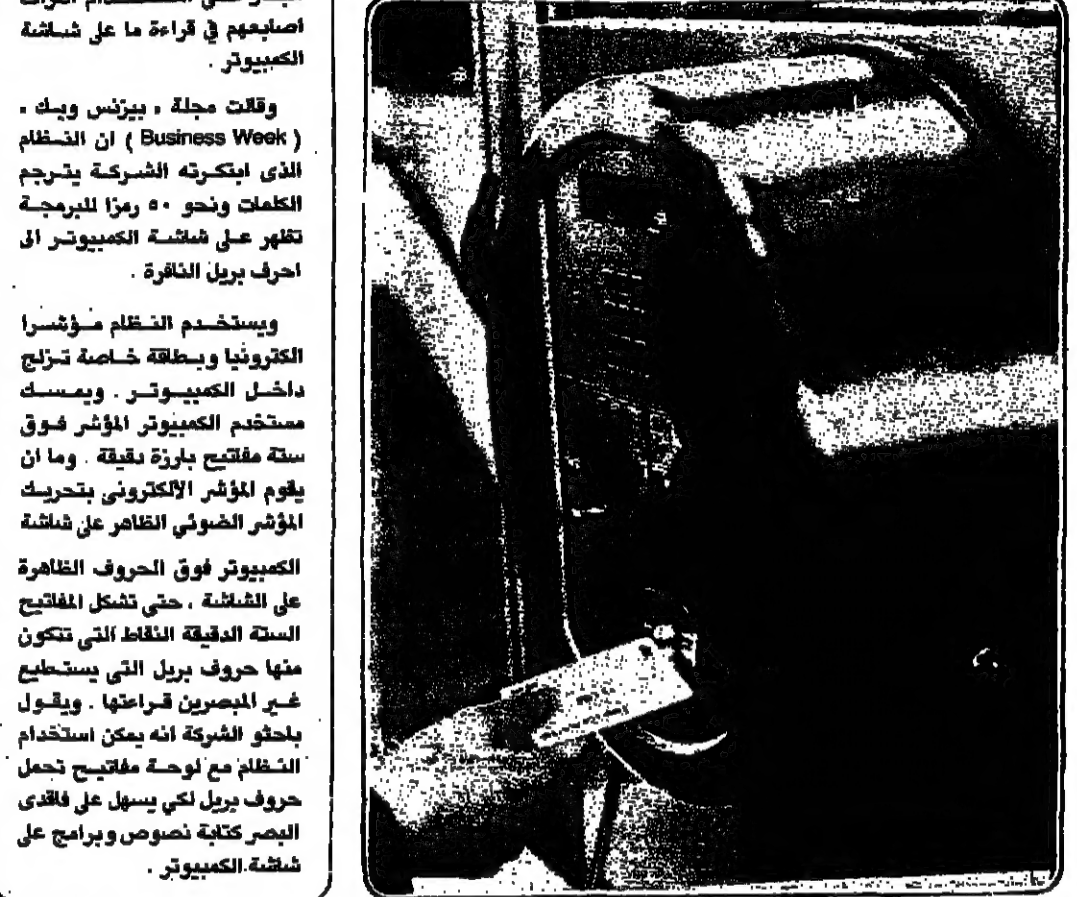 أصابعهم في قراءة ما على شاشة
الكمبيوتر .
وقالت مجلة « بيزنس ويك »
( Business Week ) ان النظام
الذى ابتكرته الشركة يترجم
الكلمات ونحو ٥٠ رمزا للبرمجة
تظهر على شاشة الكمبيوتر الى
احرف بريل النافرة .
ويستخدم النظام مؤشرا
الكترونيا وبطاقة خاصة تزلج
داخل الكمبيوتر . ويمسك
مستخدم الكمبيوتر المؤشر فوق
ستة مفاتيح بارزة دقيقة . وما ان
يقوم المؤشر الألكترونى بتحريك
المؤشر الضوئي الظاهر على شاشة
الكمبيوتر فوق الحروف الظاهرة
على الشاشة ، حتى تشكل المفاتيح
الستة الدقيقة النقاط التى تتكون
منها حروف بريل التى يستطيع
غير المبصرين قراءتها . ويقول
باحثو الشركة انه يمكن استخدام
النظام مع لوحة مفاتيح تحمل
حروف بريل لكي يسهل على فاقدى
البصر كتابة نصوص وبرامج على
شاشة الكمبيوتر .